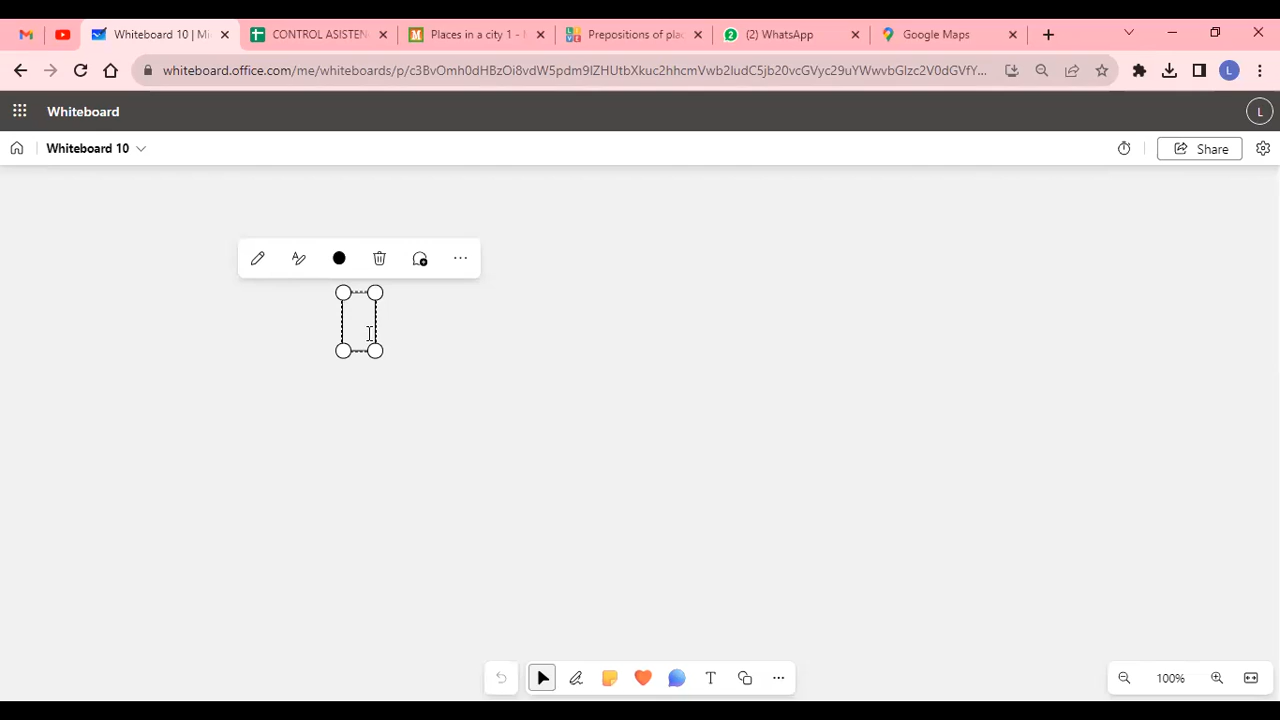 Whiteboard 10 | Mi
CONTROL ASISTEN
Places in a city 1 - M
Prepositions of plac
(2) WhatsApp
Google Maps
whiteboard.office.com/me/whiteboards/p/c3BvOmh0dHBzOi8vdW5pdm9lZHUtbXkuc2hhcmVwb2ludC5jb20vcGVyc29uYWwvbGlzc2V0dGVfY...
L
Whiteboard
L
Whiteboard 10
Share
100%